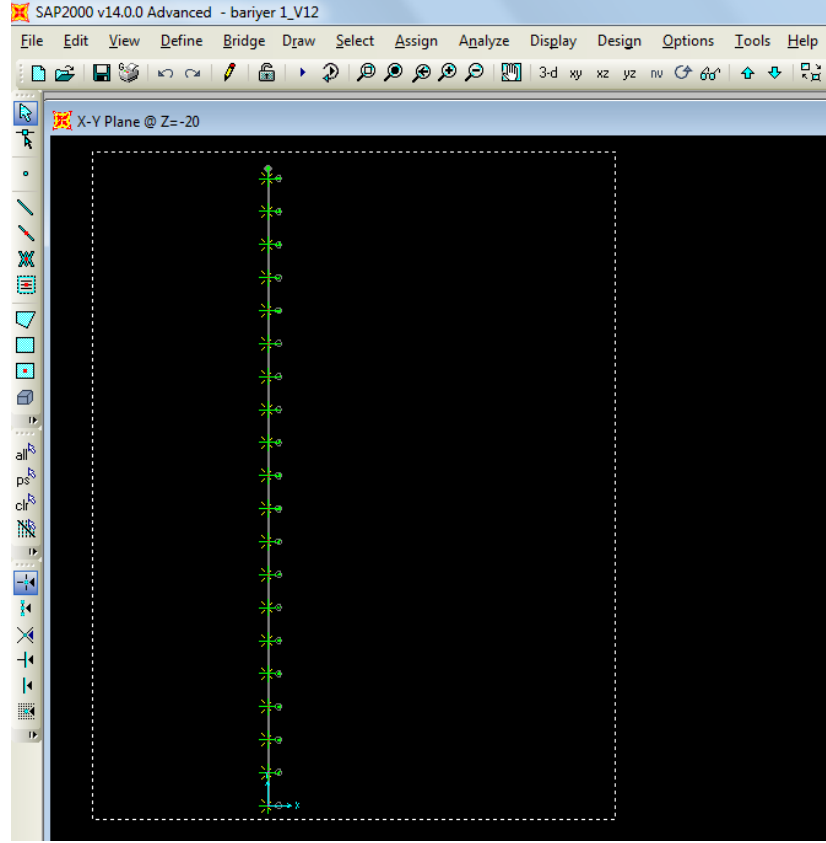 SAP2000 v14.0.0 Advanced - bariyer 1_V12
File Edit View Define Bridge Draw Select Assign Analyze Display Design Options Tools Help
3-d xy xz yz nv
X-Y Plane @ Z=-20
all
ps
clr
X